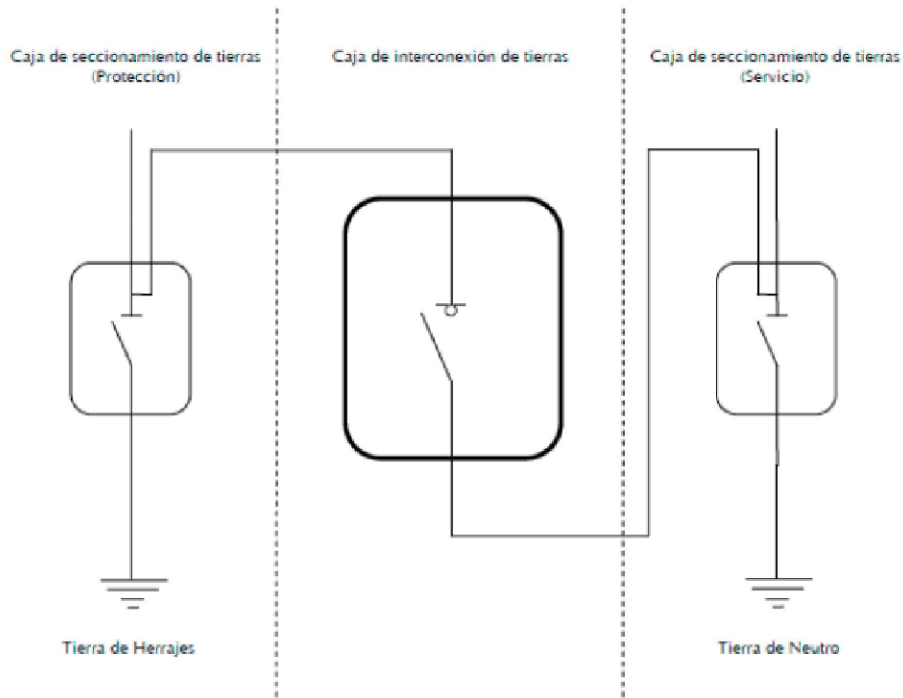 Caja de seccionamiento de tierras
(Protección)
Caja de interconexión de tierras
Caja de seccionamiento de tierras
(Servicio)
Tierra de Herrajes
Tierra de Neutro